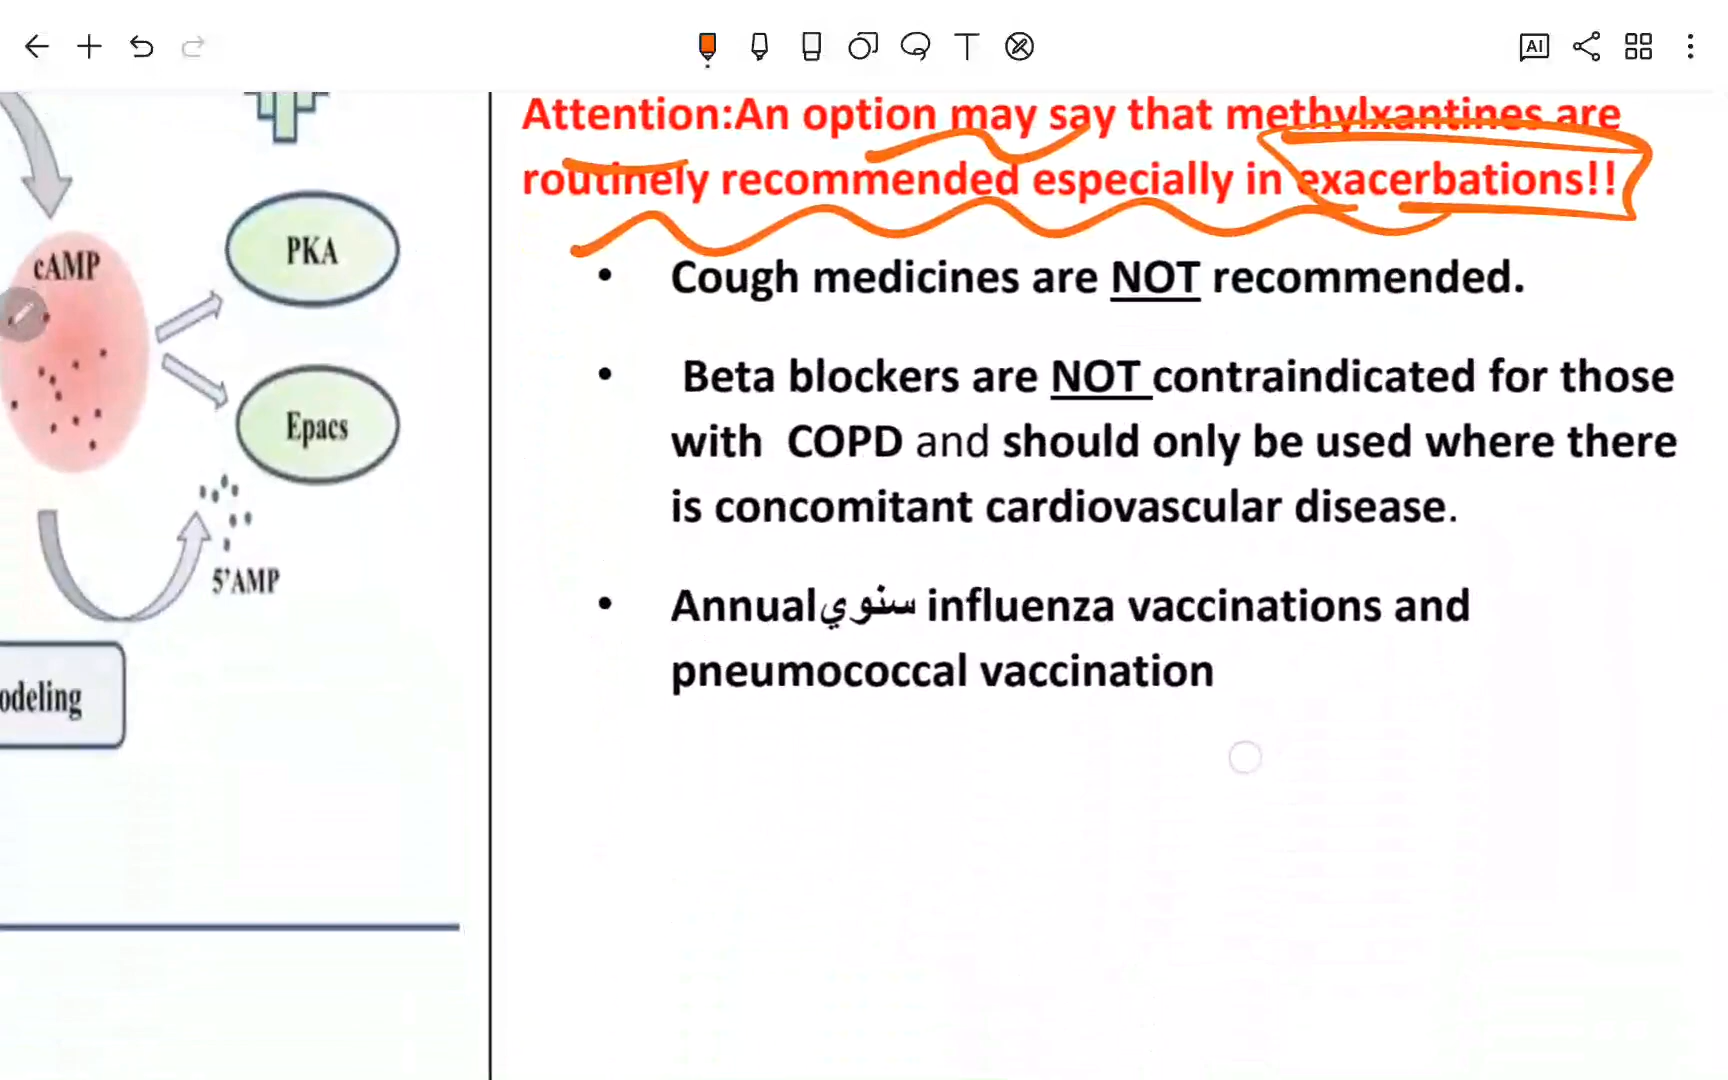 AI
T
Attention:An option may say that methylxantines are
routinely recommended especially in exacerbations!!
• Cough medicines are NOT recommended.
• Beta blockers are NOT contraindicated for those
with COPD and should only be used where there
is concomitant cardiovascular disease.
• Annual سنوي influenza vaccinations and
pneumococcal vaccination
cAMP
PKA
Epacs
5'AMP
odeling